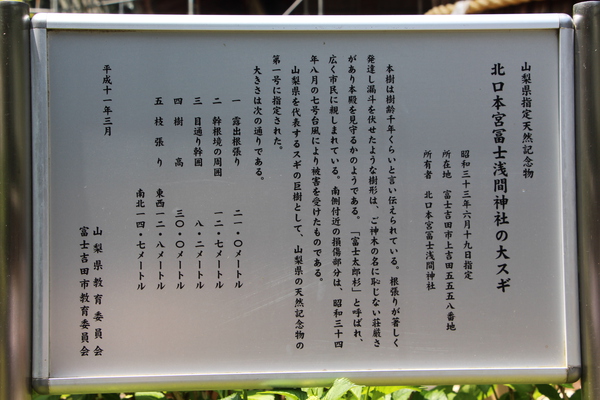 山梨県指定天然記念物
北口本宮冨士浅間神社の大スギ
昭和三十三年六月十九日指定
所在地　富士吉田市上吉田五五五八番地
所有者　北口本宮冨士浅間神社
本樹は樹齢千年くらいと言い伝えられている。根張りが著しく
発達し漏斗を伏せたような樹形は、ご神木の名に恥じない荘厳さ
があり本殿を見守るかのようである。「冨士太郎杉」と呼ばれ、
広く市民に親しまれている。南側付近の損傷部分は、昭和三十四
年八月の七号台風により被害を受けたものである。
山梨県を代表するスギの巨樹として、山梨県の天然記念物の
第一号に指定された。
大きさは次の通りである。
一　露出根張り　二一・〇メートル
二　幹根境の周囲　一二・七メートル
三　目通り幹囲　八・二メートル
四　樹高　三〇・〇メートル
五　枝張り　東西一二・八メートル
南北一四・七メートル
平成十一年三月
山梨県教育委員会
富士吉田市教育委員会